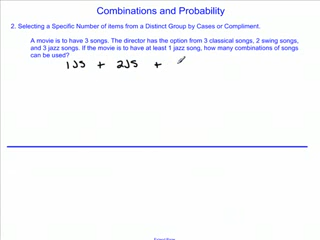 Combinations and Probability
2. Selecting a Specific Number of items from a Distinct Group by Cases or Compliment.
A movie is to have 3 songs. The director has the option from 3 classical songs, 2 swing songs,
and 3 jazz songs. If the movie is to have at least 1 jazz song, how many combinations of songs
can be used?
1JS + 2JS +